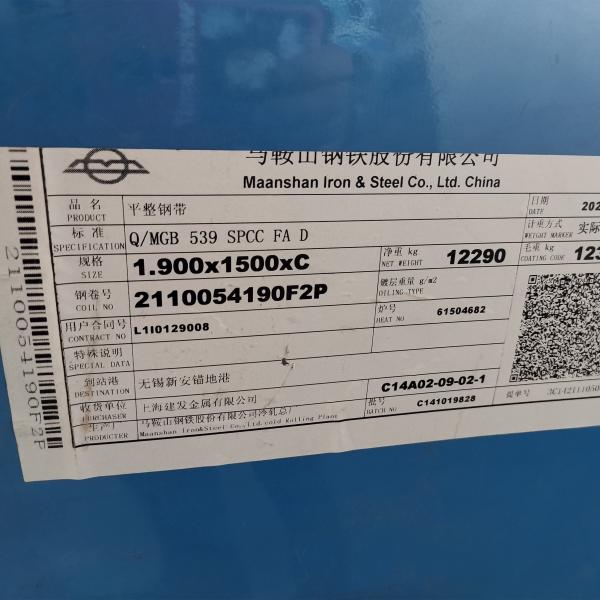 马鞍山钢铁股份有限公司
Maanshan Iron & Steel Co., Ltd. China
品 名 平整钢带 日期 202
PRODUCT DATE
标 准 Q/MGB 539 SPCC FA D 计重方式 实际
SPECIFICATION WEIGHT MARKER
规格 1.900x1500xC 净重 kg 12290 毛重 kg 123
SIZE NET WEIGHT COATING CODE
钢卷号 2110054190F2P 镀层重量 g/m2
COIL NO DILING TYPE
用户合同号 L1I0129008 炉号 61504682
CONTRACT NO HEAT NO
特殊说明
SPECIAL DATA
到站港 无锡新安锚地港 C14A02-09-02-1
DESTINATION
收货单位 上海建发金属有限公司 批号 C141019828 提单号
PURCHASEW BATCH NO
生产厂 马鞍山钢铁股份有限公司冷轧总厂
PRODUCTER Maanshan Iron&Steel Co.,Ltd.cold Rolling Plant
2110054190F2P